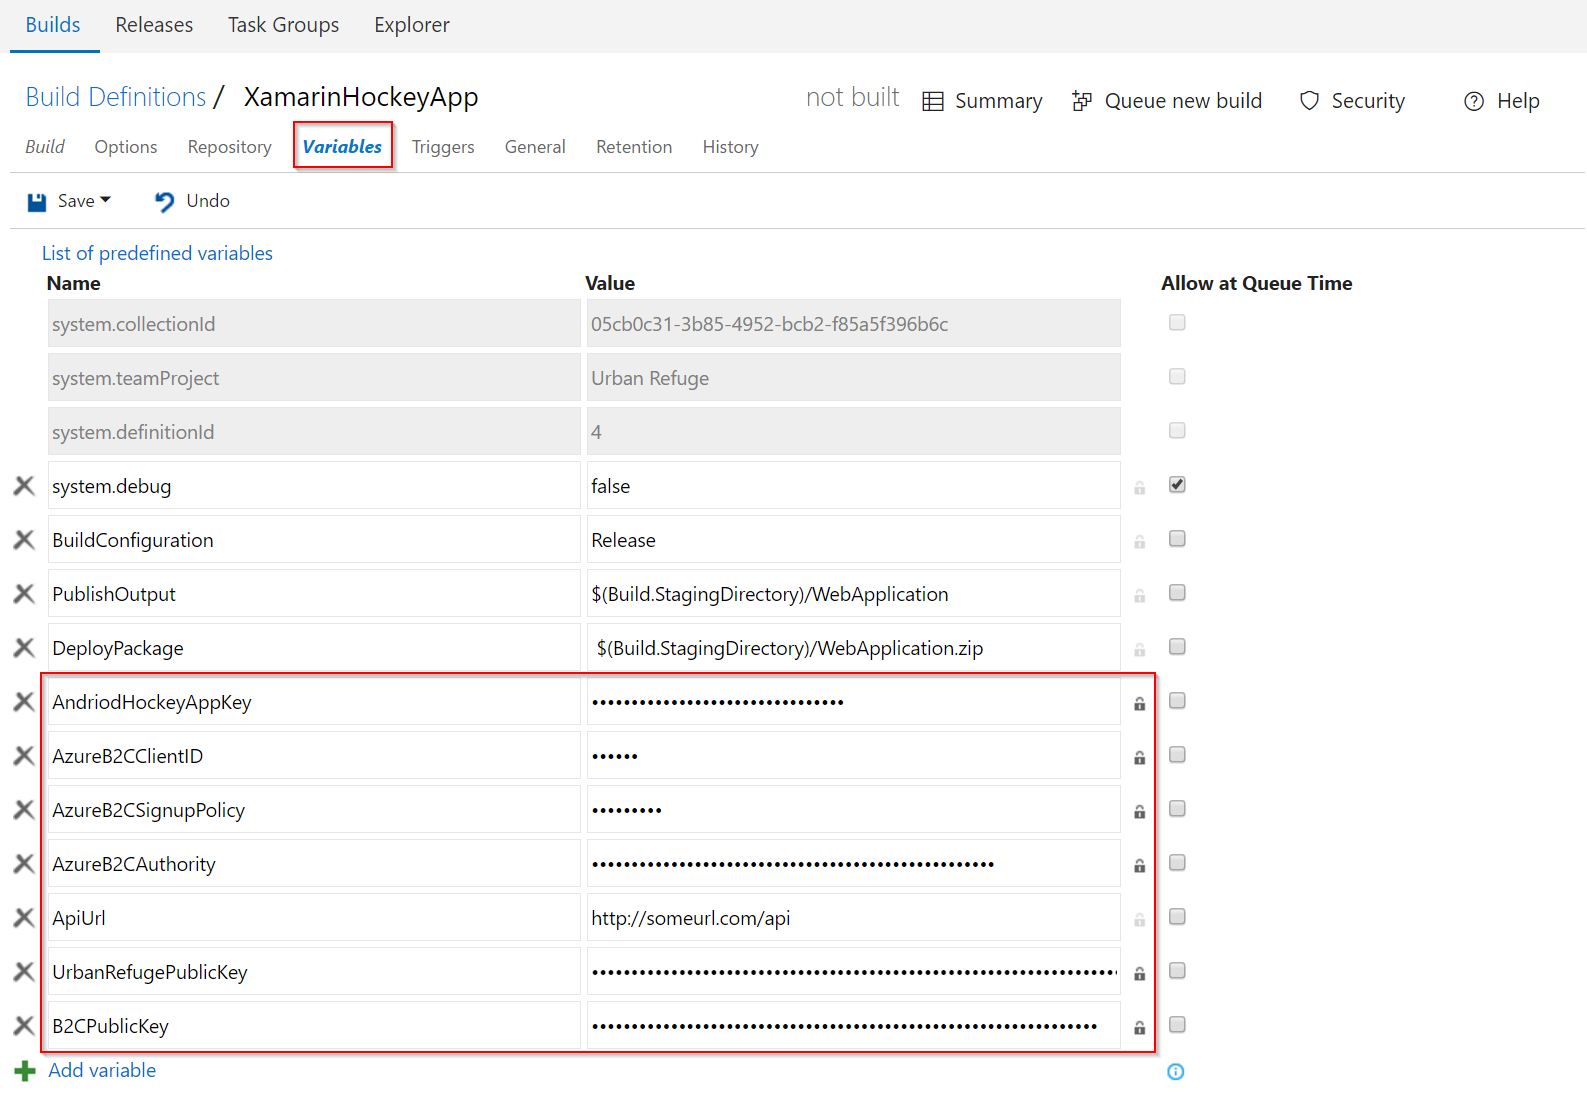 Builds Releases Task Groups Explorer
Build Definitions / XamarinHockeyApp not built Summary Queue new build Security Help
Build Options Repository Variables Triggers General Retention History
Save Undo
List of predefined variables
Name Value Allow at Queue Time
system.collectionId 05cb0c31-3b85-4952-bcb2-f85a5f396b6c
system.teamProject Urban Refuge
system.definitionId 4
system.debug false
BuildConfiguration Release
PublishOutput $(Build.StagingDirectory)/WebApplication
DeployPackage $(Build.StagingDirectory)/WebApplication.zip
AndriodHockeyAppKey
AzureB2CClientID
AzureB2CSignupPolicy
AzureB2CAuthority
ApiUrl http://someurl.com/api
UrbanRefugePublicKey
B2CPublicKey
Add variable